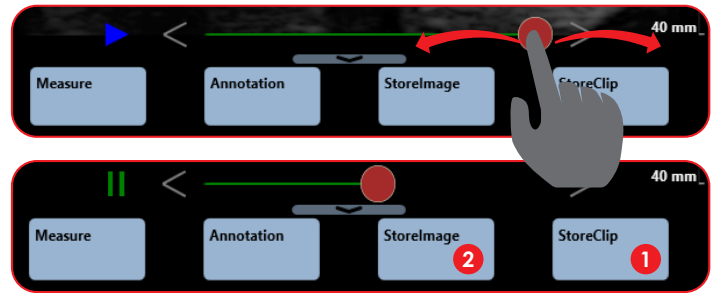 40 mm
Measure
Annotation
StoreImage
StoreClip
40 mm
Measure
Annotation
StoreImage
StoreClip
2
1